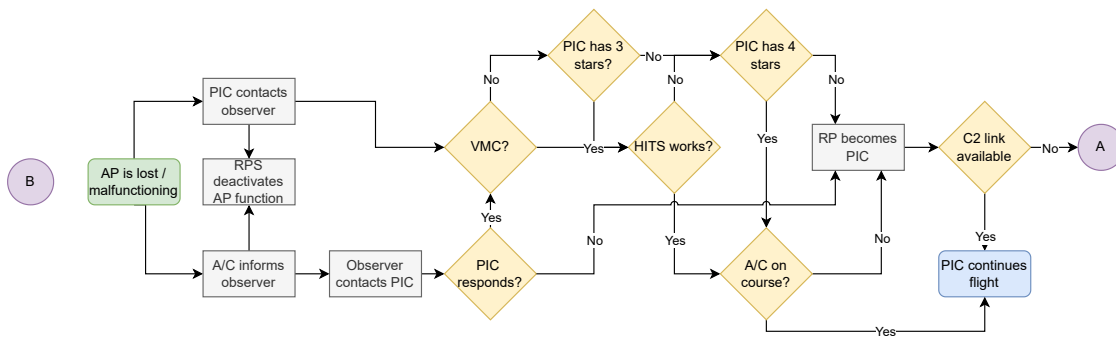 B
AP is lost /
malfunctioning
PIC contacts
observer
RPS
deactivates
AP function
A/C informs
observer
Observer
contacts PIC
PIC
responds?
Yes
No
VMC?
No
Yes
PIC has 3
stars?
No
HITS works?
No
Yes
PIC has 4
stars
No
Yes
A/C on
course?
No
Yes
RP becomes
PIC
C2 link
available
No
Yes
A
PIC continues
flight